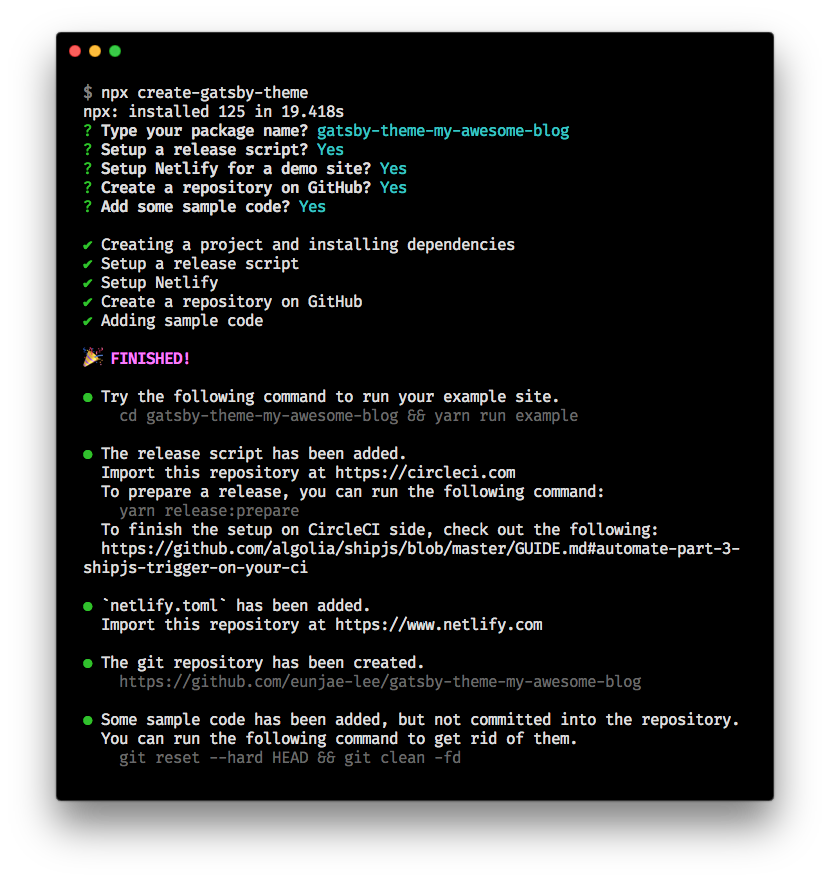 $ npx create-gatsby-theme
npx: installed 125 in 19.418s
? Type your package name? gatsby-theme-my-awesome-blog
? Setup a release script? Yes
? Setup Netlify for a demo site? Yes
? Create a repository on GitHub? Yes
? Add some sample code? Yes
✔ Creating a project and installing dependencies
✔ Setup a release script
✔ Setup Netlify
✔ Create a repository on GitHub
✔ Adding sample code
🎉 FINISHED!
● Try the following command to run your example site.
cd gatsby-theme-my-awesome-blog && yarn run example
● The release script has been added.
Import this repository at https://circleci.com
To prepare a release, you can run the following command:
yarn release:prepare
To finish the setup on CircleCI side, check out the following:
https://github.com/algolia/shipjs/blob/master/GUIDE.md#automate-part-3-
shipjs-trigger-on-your-ci
● `netlify.toml` has been added.
Import this repository at https://www.netlify.com
● The git repository has been created.
https://github.com/eunjae-lee/gatsby-theme-my-awesome-blog
● Some sample code has been added, but not committed into the repository.
You can run the following command to get rid of them.
git reset --hard HEAD && git clean -fd